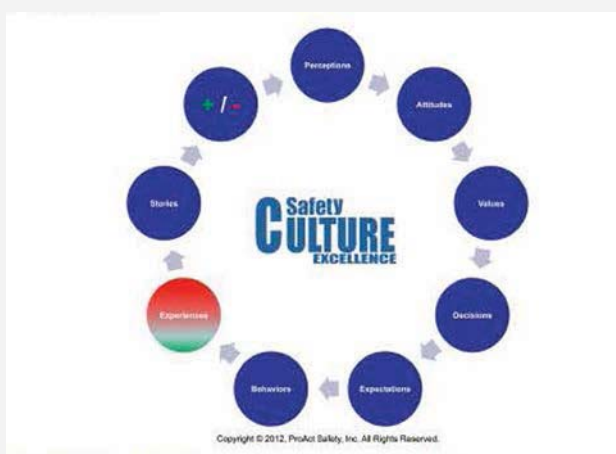 Perceptions
Attitudes
Values
Decisions
Expectations
Behaviors
Experiences
Stories
+ / -
Safety
CULTURE
EXCELLENCE
Copyright © 2012, ProAct Safety, Inc. All Rights Reserved.